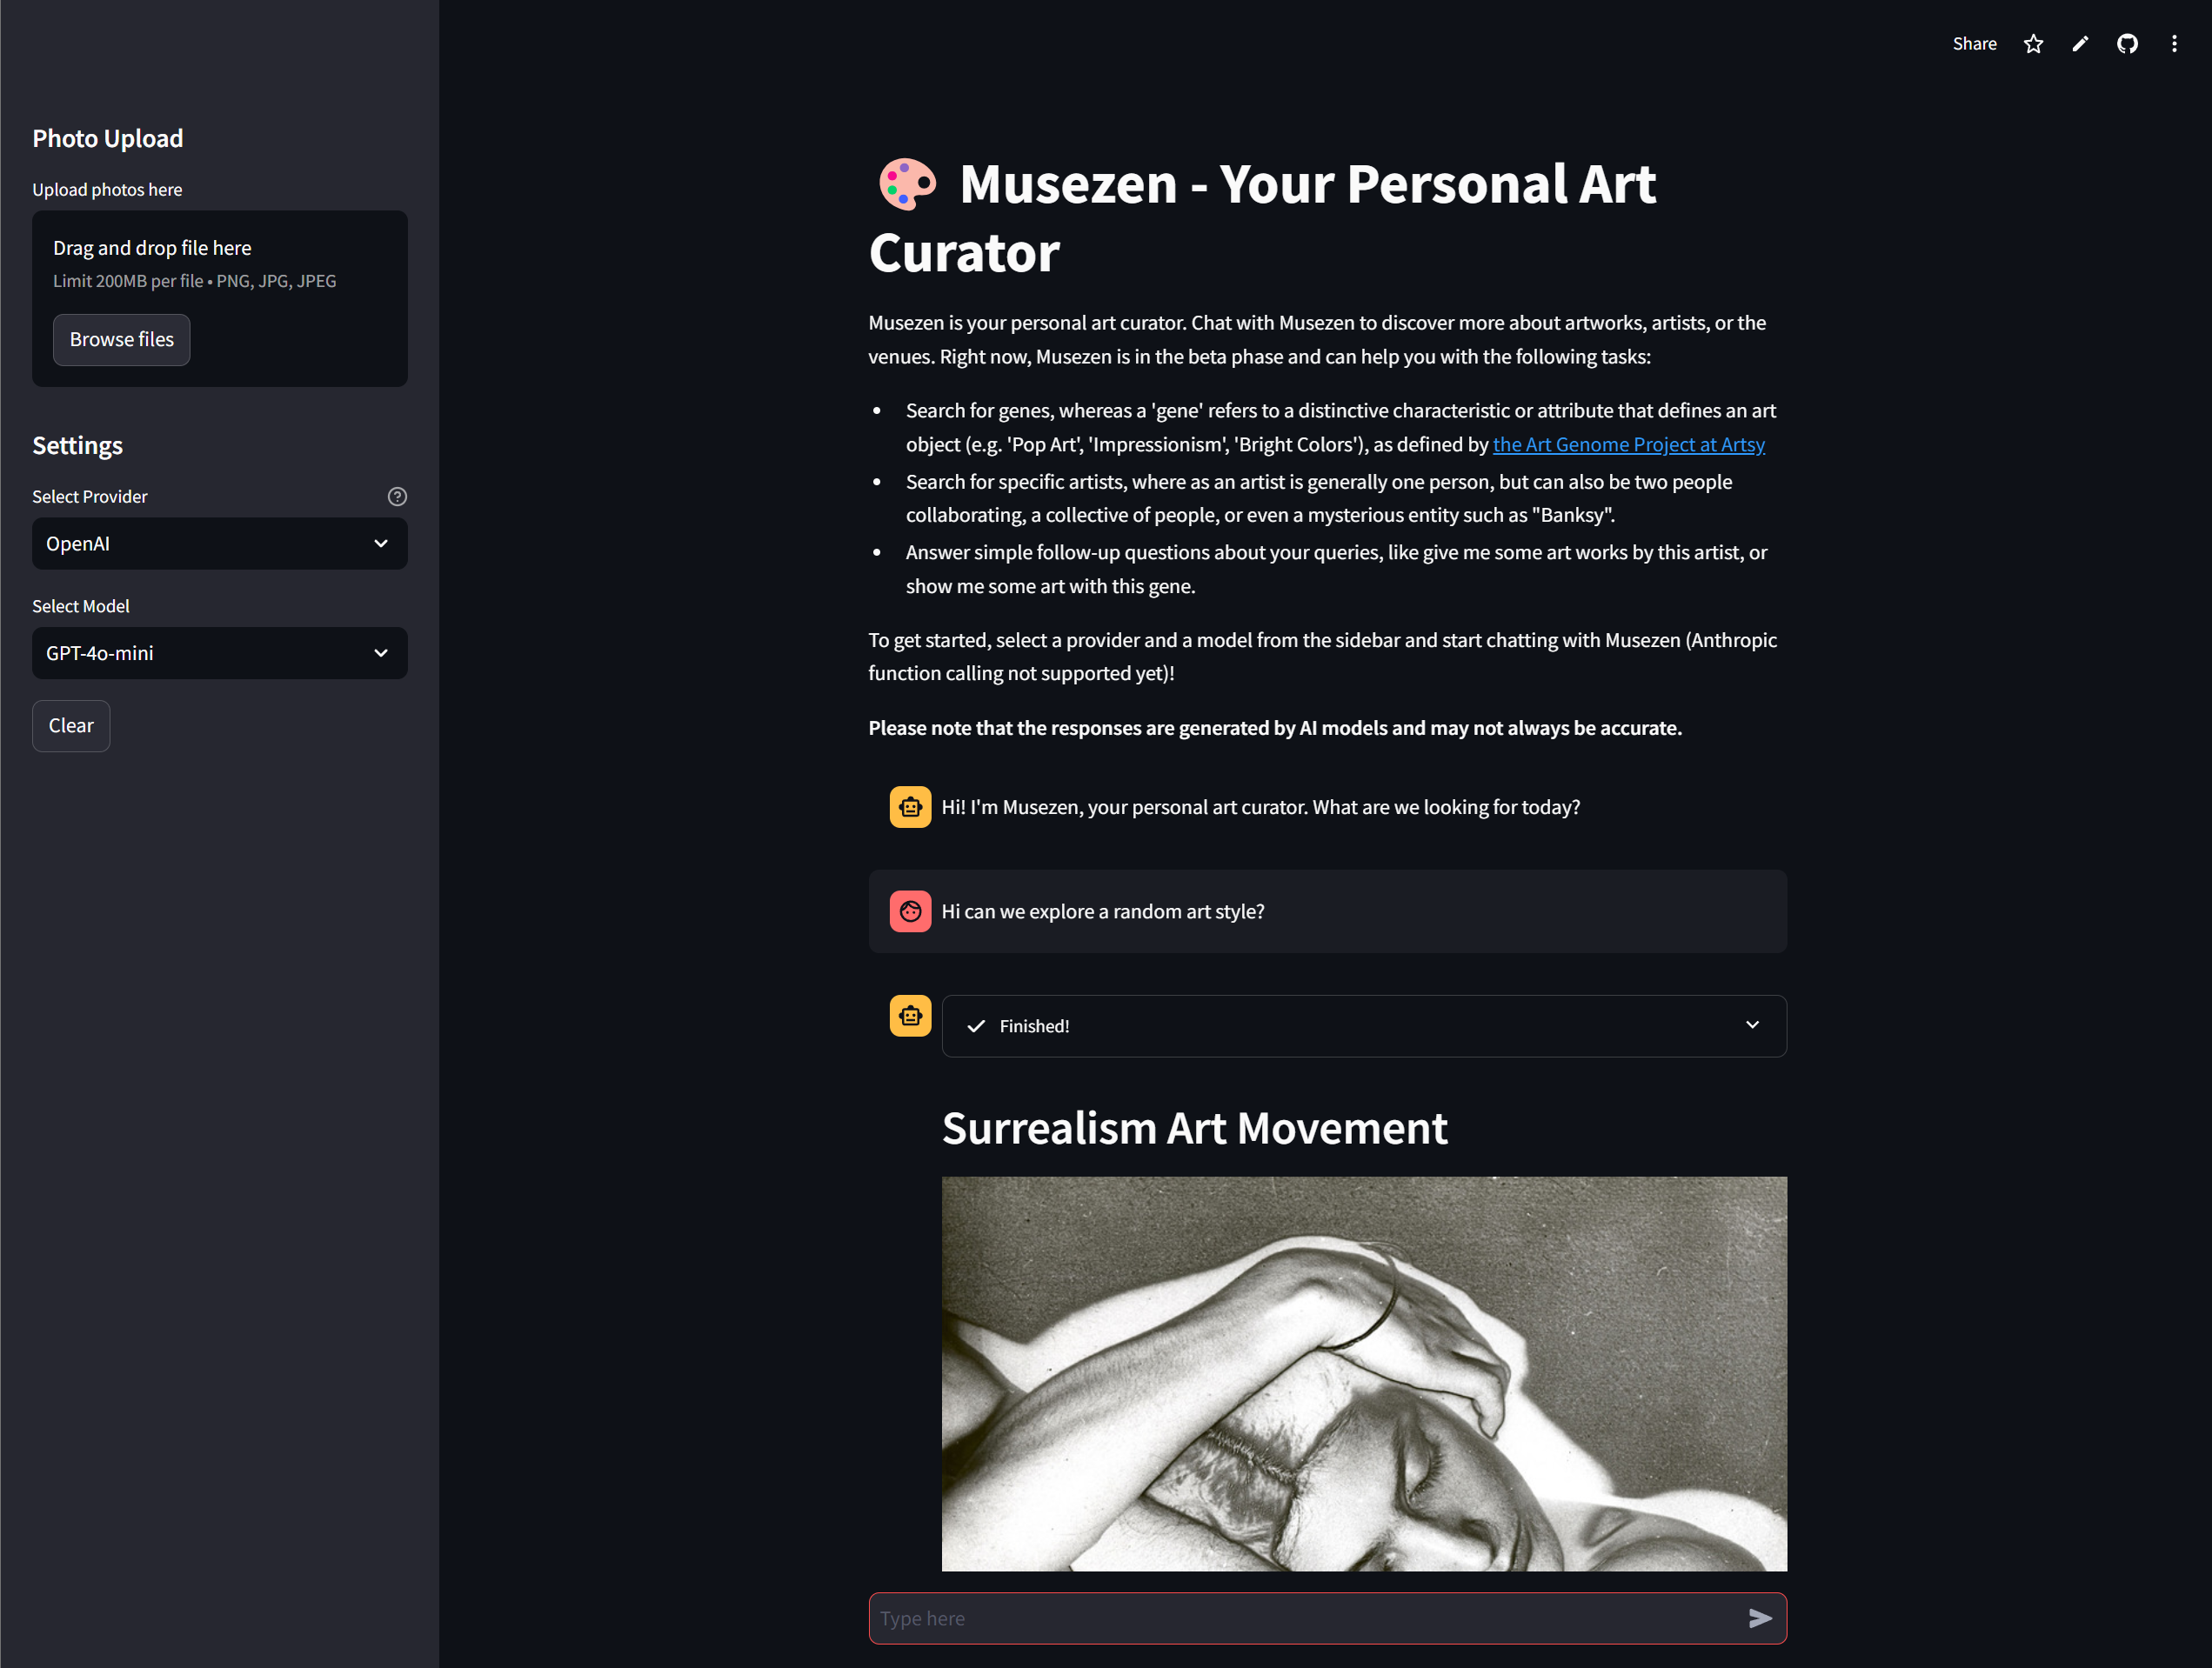 Share
Photo Upload
Upload photos here
Drag and drop file here
Limit 200MB per file • PNG, JPG, JPEG
Browse files
Settings
Select Provider
OpenAI
Select Model
GPT-4o-mini
Clear
Musezen - Your Personal Art
Curator
Musezen is your personal art curator. Chat with Musezen to discover more about artworks, artists, or the
venues. Right now, Musezen is in the beta phase and can help you with the following tasks:
• Search for genes, whereas a 'gene' refers to a distinctive characteristic or attribute that defines an art
object (e.g. 'Pop Art', 'Impressionism', 'Bright Colors'), as defined by the Art Genome Project at Artsy
• Search for specific artists, where as an artist is generally one person, but can also be two people
collaborating, a collective of people, or even a mysterious entity such as "Banksy".
• Answer simple follow-up questions about your queries, like give me some art works by this artist, or
show me some art with this gene.
To get started, select a provider and a model from the sidebar and start chatting with Musezen (Anthropic
function calling not supported yet)!
Please note that the responses are generated by AI models and may not always be accurate.
Hi! I'm Musezen, your personal art curator. What are we looking for today?
Hi can we explore a random art style?
Finished!
Surrealism Art Movement
Type here